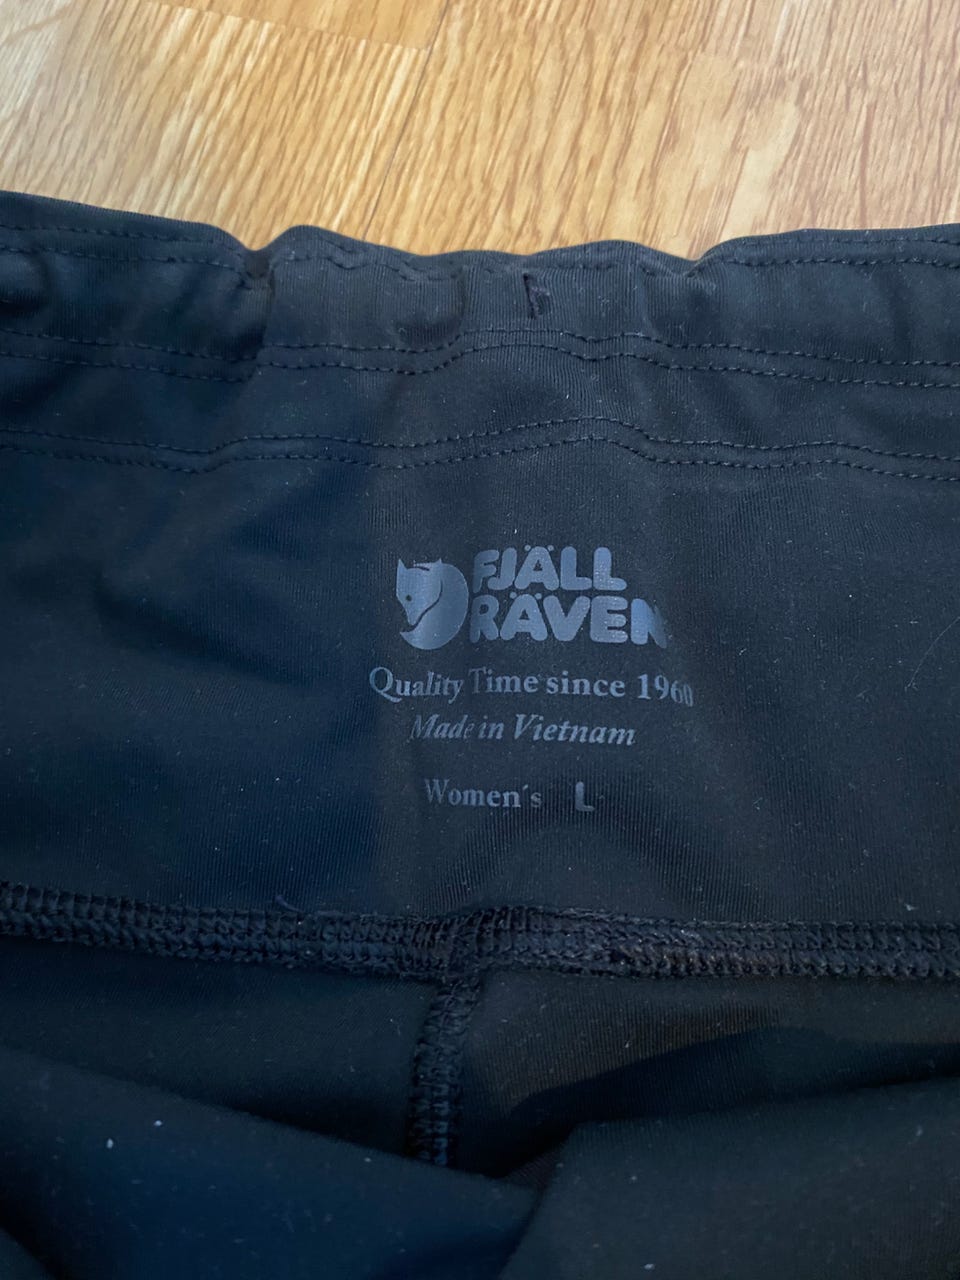 FJÄLL
RÄVEN
Quality Time since 1960
Made in Vietnam
Women´s L